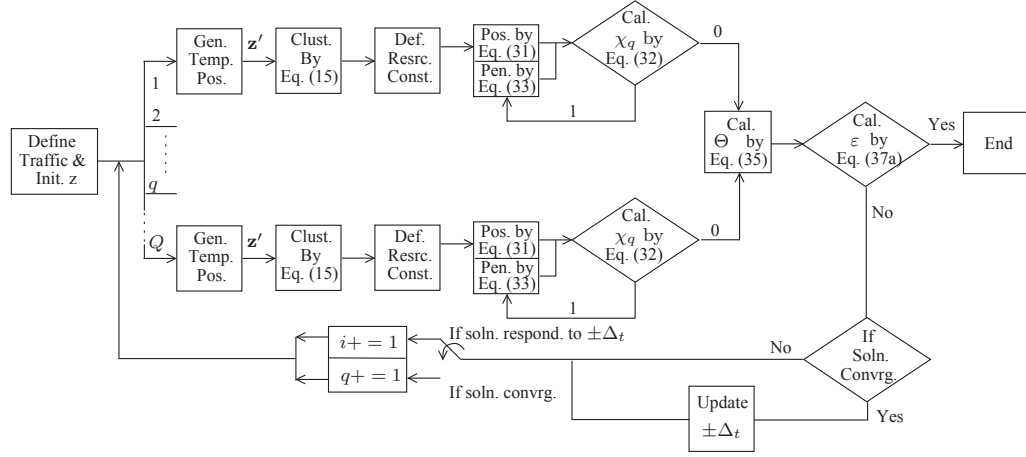 Define
Traffic &
Init. z
1
2
q
Q
Gen.
Temp.
Pos.
z′
Clust.
By
Eq. (15)
Def.
Resrc.
Const.
Pos. by
Eq. (31)
Pen. by
Eq. (33)
Cal.
χq by
Eq. (32)
0
1
Gen.
Temp.
Pos.
z′
Clust.
By
Eq. (15)
Def.
Resrc.
Const.
Pos. by
Eq. (31)
Pen. by
Eq. (33)
Cal.
χq by
Eq. (32)
0
1
Cal.
Θ by
Eq. (35)
Cal.
ε by
Eq. (37a)
Yes
End
No
If
Soln.
Convrg.
No
Yes
Update
±Δt
If soln. respond. to ±Δt
If soln. convrg.
i+ = 1
q+ = 1